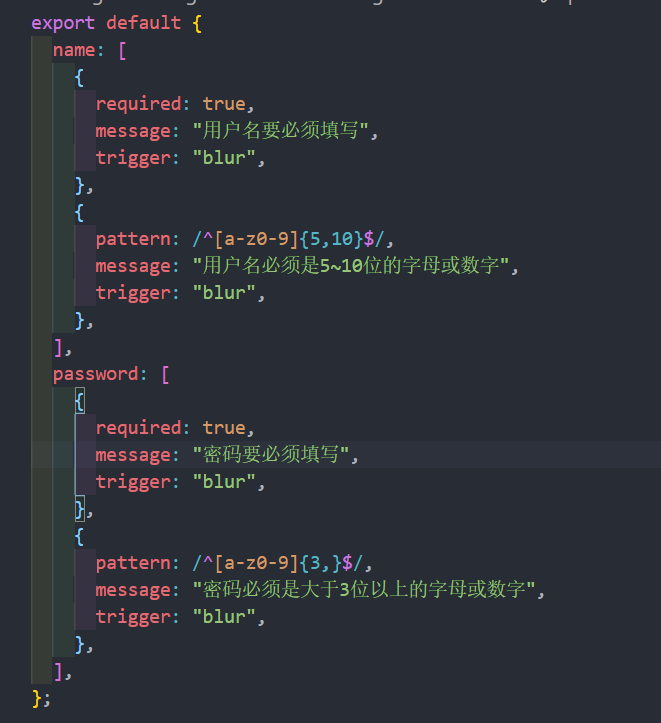 export default {
  name: [
    {
      required: true,
      message: "用户名要必须填写",
      trigger: "blur",
    },
    {
      pattern: /^[a-z0-9]{5,10}$/,
      message: "用户名必须是5~10位的字母或数字",
      trigger: "blur",
    },
  ],
  password: [
    {
      required: true,
      message: "密码要必须填写",
      trigger: "blur",
    },
    {
      pattern: /^[a-z0-9]{3,}$/,
      message: "密码必须是大于3位以上的字母或数字",
      trigger: "blur",
    },
  ],
};